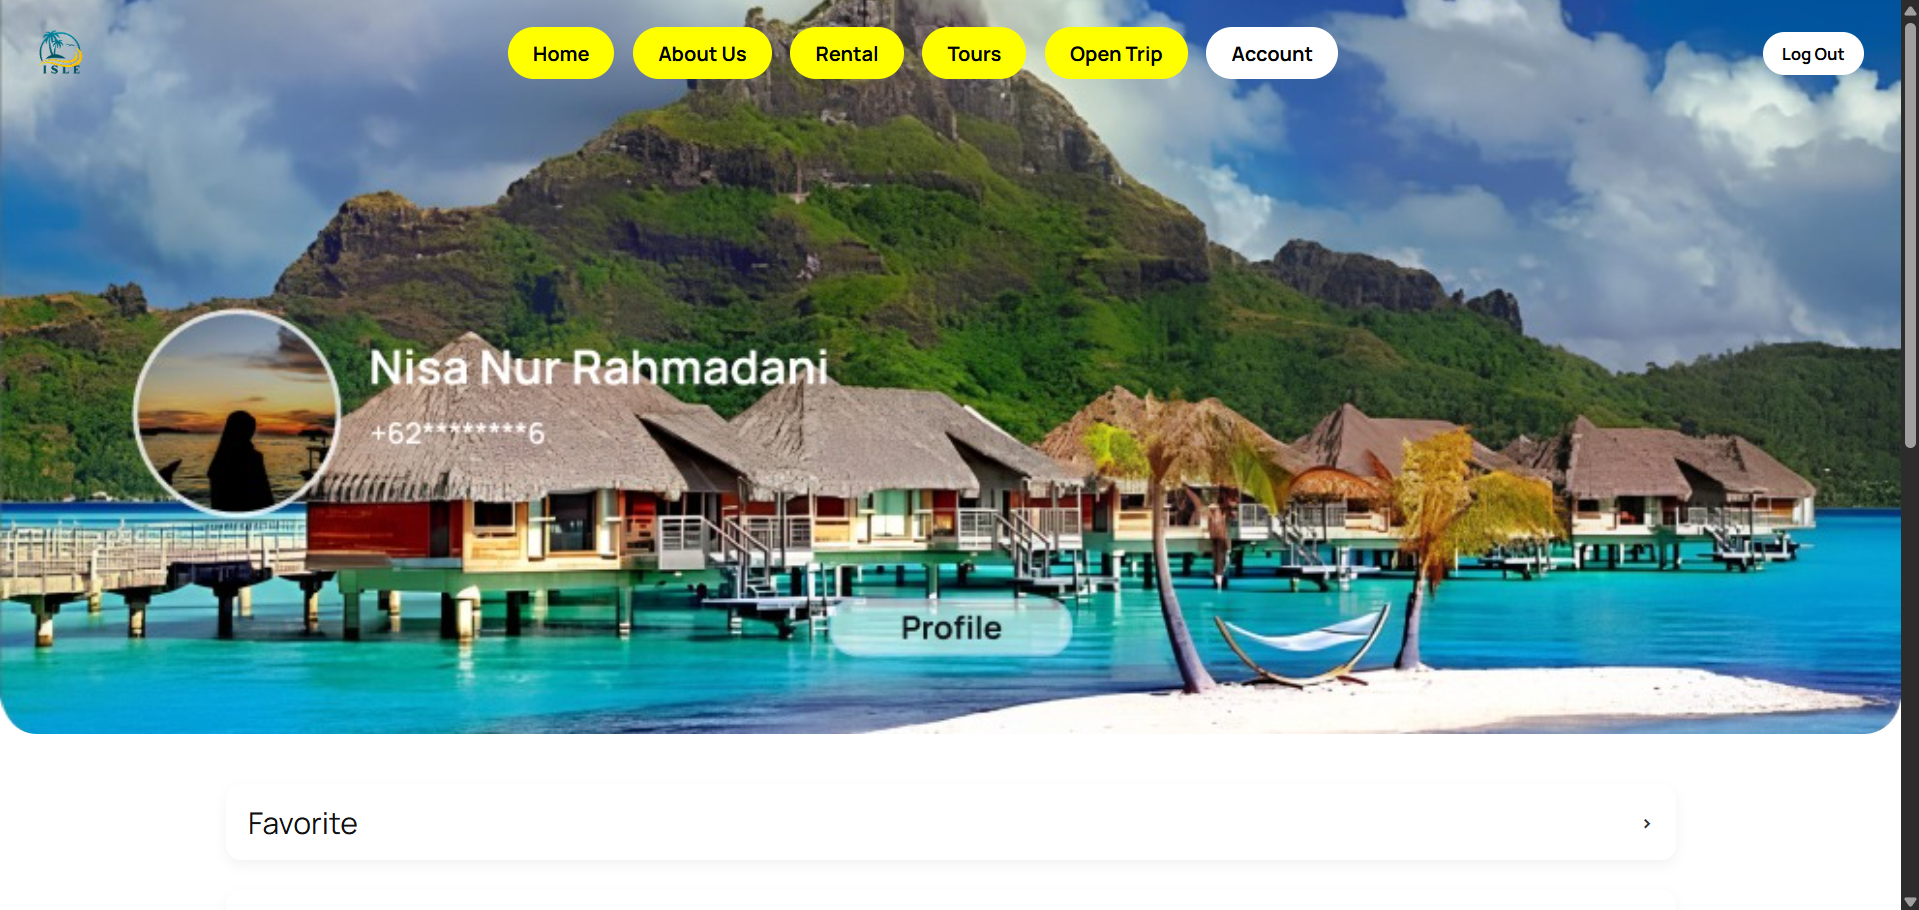 ISLE
Home
About Us
Rental
Tours
Open Trip
Account
Log Out
Nisa Nur Rahmadani
+62********6
Profile
Favorite